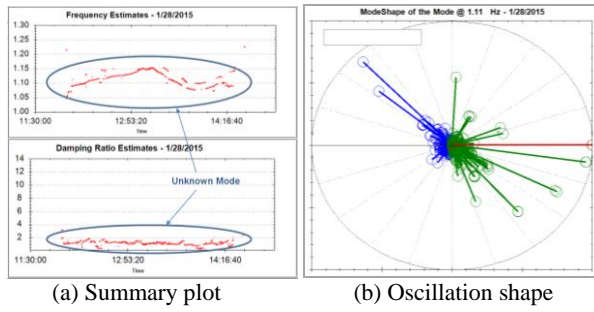 Frequency Estimates - 1/28/2015
1.30
1.25
1.20
1.15
1.10
1.05
1.00
11:30:00 12:53:20 14:16:40
Time
Damping Ratio Estimates - 1/28/2015
14
12
10
8
6
4
2
Unknown Mode
11:30:00 12:53:20 14:16:40
Time
ModeShape of the Mode @ 1.11 Hz - 1/28/2015
(a) Summary plot
(b) Oscillation shape